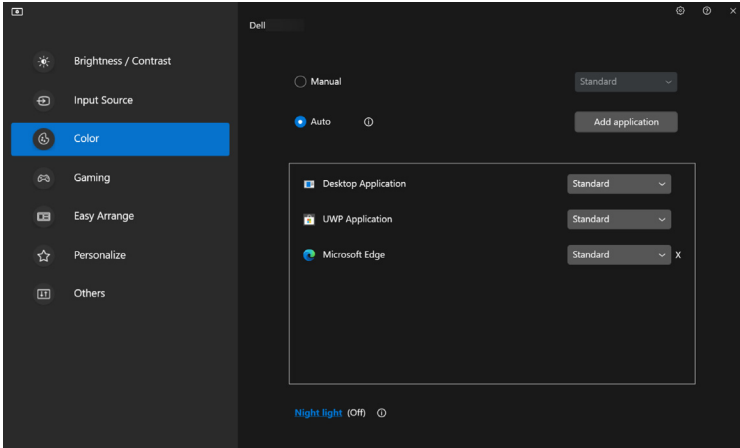 Dell
Brightness / Contrast
Input Source
Color
Gaming
Easy Arrange
Personalize
Others
Manual
Standard
Auto
Add application
Desktop Application
Standard
UWP Application
Standard
Microsoft Edge
Standard
X
Night light (Off)